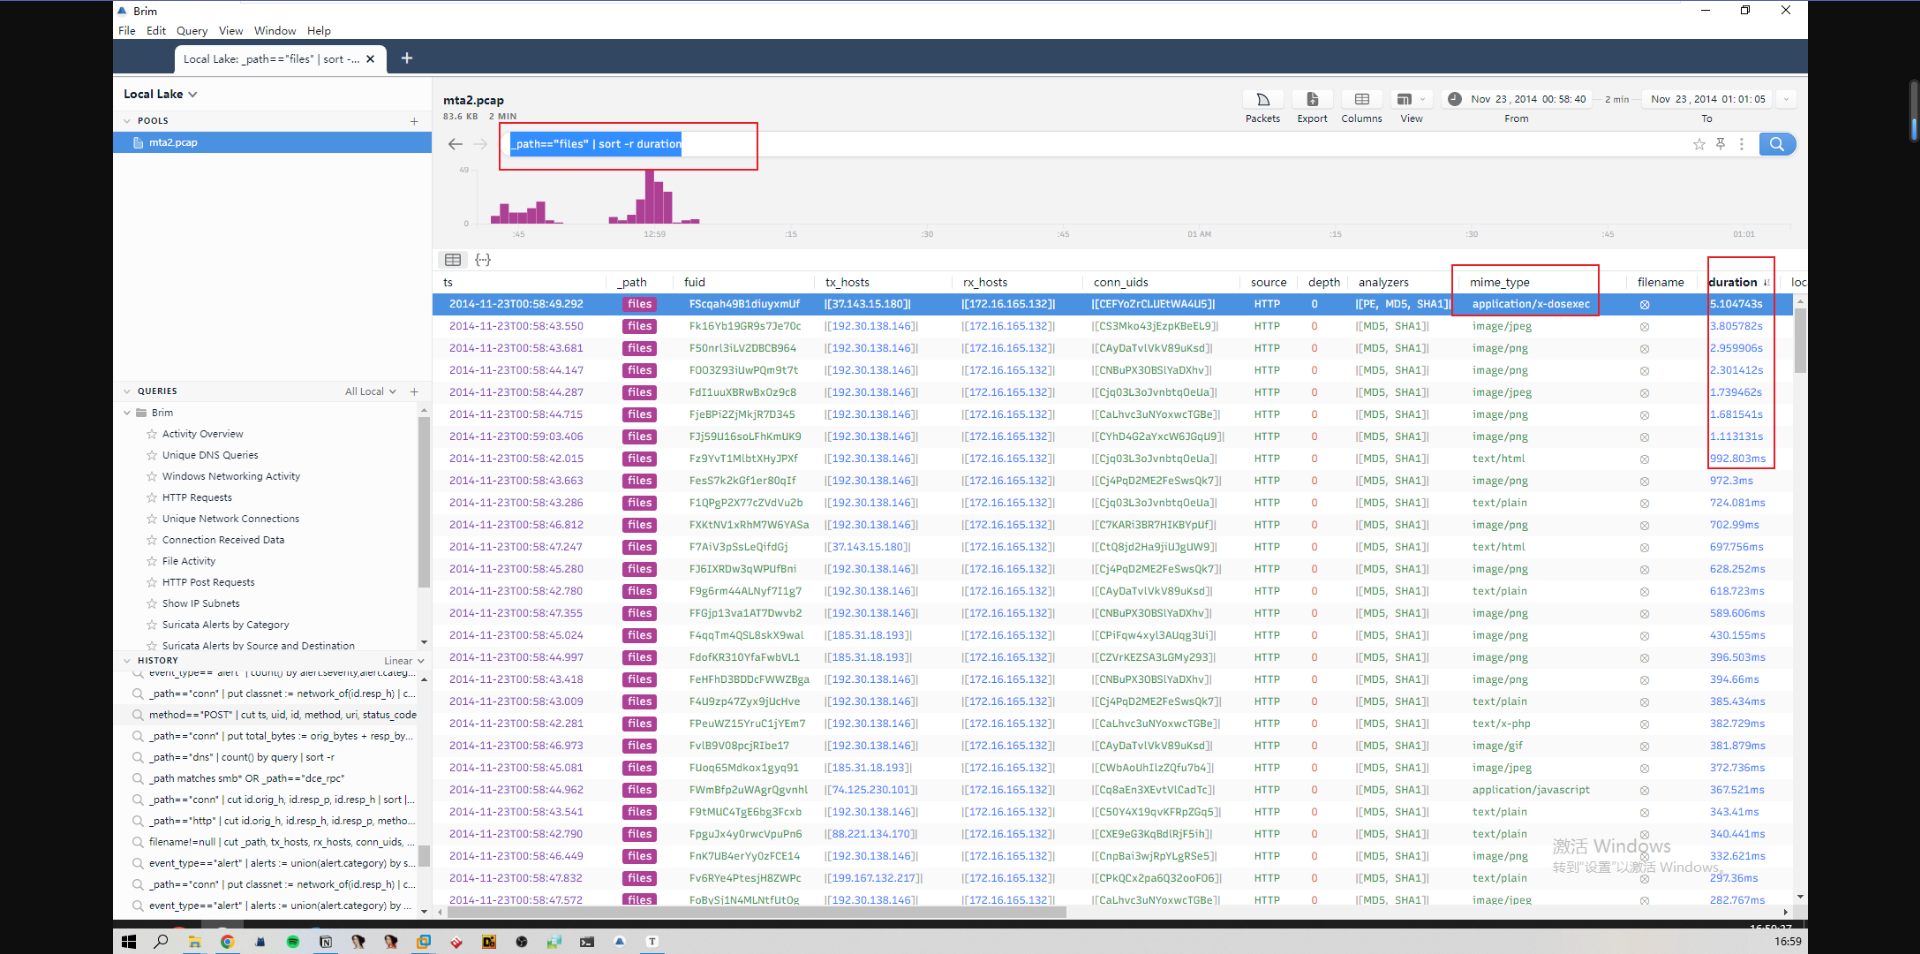 Brim
File Edit Query View Window Help
Local Lake: _path=="files" | sort -...
Local Lake
POOLS
mta2.pcap
QUERIES All Local
Brim
Activity Overview
Unique DNS Queries
Windows Networking Activity
HTTP Requests
Unique Network Connections
Connection Received Data
File Activity
HTTP Post Requests
Show IP Subnets
Suricata Alerts by Category
Suricata Alerts by Source and Destination
HISTORY Linear
event_type=="alert" | count() by alert.severity,alert.categ...
_path=="conn" | put classnet := network_of(id.resp_h) | c...
method=="POST" | cut ts, uid, id, method, uri, status_code
_path=="conn" | put total_bytes := orig_bytes + resp_by...
_path=="dns" | count() by query | sort -r
_path matches smb* OR _path=="dce_rpc"
_path=="conn" | cut id.orig_h, id.resp_p, id.resp_h | sort |...
_path=="http" | cut id.orig_h, id.resp_h, id.resp_p, metho...
filename!=null | cut _path, tx_hosts, rx_hosts, conn_uids, ...
event_type=="alert" | alerts := union(alert.category) by s...
_path=="conn" | put classnet := network_of(id.resp_h) | c...
event_type=="alert" | alerts := union(alert.category) by ...
mta2.pcap
83.6 KB 2 MIN
Packets Export Columns View
Nov 23, 2014 00:58:40 2 min Nov 23, 2014 01:01:05
From To
_path=="files" | sort -r duration
49
0
:45 12:59 :15 :30 :45 01 AM :15 :30 :45 01:01
ts _path fuid tx_hosts rx_hosts conn_uids source depth analyzers mime_type filename duration loc
2014-11-23T00:58:49.292 files FScqah49B1diuyxmUf |[37.143.15.180]| |[172.16.165.132]| |[CEFYoZrCLUEtWA4U5]| HTTP 0 |[PE, MD5, SHA1]| application/x-dosexec 5.104743s
2014-11-23T00:58:43.550 files Fk16Yb19GR9s7Je70c |[192.30.138.146]| |[172.16.165.132]| |[CS3Mko43jEzpKBeEL9]| HTTP 0 |[MD5, SHA1]| image/jpeg 3.805782s
2014-11-23T00:58:43.681 files F50nrl3iLV2DBCB964 |[192.30.138.146]| |[172.16.165.132]| |[CAyDaTvlVkV89uKsd]| HTTP 0 |[MD5, SHA1]| image/png 2.959906s
2014-11-23T00:58:44.147 files FOO3Z93iUwPQm9t7t |[192.30.138.146]| |[172.16.165.132]| |[CNBuPX3OBSlYaDXhv]| HTTP 0 |[MD5, SHA1]| image/png 2.301412s
2014-11-23T00:58:44.287 files FdI1uuXBRwBxOz9c8 |[192.30.138.146]| |[172.16.165.132]| |[Cjq03L3oJvnbtqOeUa]| HTTP 0 |[MD5, SHA1]| image/jpeg 1.739462s
2014-11-23T00:58:44.715 files FjeBPi2ZjMkjR7D345 |[192.30.138.146]| |[172.16.165.132]| |[CaLhvc3uNYoxwcTGBe]| HTTP 0 |[MD5, SHA1]| image/png 1.681541s
2014-11-23T00:59:03.406 files FJj59U16soLFhKmUK9 |[192.30.138.146]| |[172.16.165.132]| |[CYhD4G2aYxcW6JGqU9]| HTTP 0 |[MD5, SHA1]| image/png 1.113131s
2014-11-23T00:58:42.015 files Fz9YvT1MlbtXHyJPXf |[192.30.138.146]| |[172.16.165.132]| |[Cjq03L3oJvnbtqOeUa]| HTTP 0 |[MD5, SHA1]| text/html 992.803ms
2014-11-23T00:58:43.663 files FesS7k2kGf1er80qIf |[192.30.138.146]| |[172.16.165.132]| |[Cj4PqD2ME2FeSwsQk7]| HTTP 0 |[MD5, SHA1]| image/png 972.3ms
2014-11-23T00:58:43.286 files F1QPgP2X77cZVdVu2b |[192.30.138.146]| |[172.16.165.132]| |[Cjq03L3oJvnbtqOeUa]| HTTP 0 |[MD5, SHA1]| text/plain 724.081ms
2014-11-23T00:58:46.812 files FXKtNV1xRhM7W6YASa |[192.30.138.146]| |[172.16.165.132]| |[C7KARi3BR7HIKBYpUf]| HTTP 0 |[MD5, SHA1]| image/png 702.99ms
2014-11-23T00:58:47.247 files F7AiV3pSsLeQifdGj |[37.143.15.180]| |[172.16.165.132]| |[CtQ8jd2Ha9jiUJgUW9]| HTTP 0 |[MD5, SHA1]| text/html 697.756ms
2014-11-23T00:58:45.280 files FJ6IXRDw3qWPUfBni |[192.30.138.146]| |[172.16.165.132]| |[Cj4PqD2ME2FeSwsQk7]| HTTP 0 |[MD5, SHA1]| image/png 628.252ms
2014-11-23T00:58:42.780 files F9g6rm44ALNyf7I1g7 |[192.30.138.146]| |[172.16.165.132]| |[CAyDaTvlVkV89uKsd]| HTTP 0 |[MD5, SHA1]| text/plain 618.723ms
2014-11-23T00:58:47.355 files FFGjp13va1AT7Dwvb2 |[192.30.138.146]| |[172.16.165.132]| |[CNBuPX3OBSlYaDXhv]| HTTP 0 |[MD5, SHA1]| image/png 589.606ms
2014-11-23T00:58:45.024 files F4qqTm4QSL8skX9wal |[185.31.18.193]| |[172.16.165.132]| |[CPiFqw4xyl3AUqg3Ui]| HTTP 0 |[MD5, SHA1]| image/png 430.155ms
2014-11-23T00:58:44.997 files FdofKR310YfaFwbVL1 |[185.31.18.193]| |[172.16.165.132]| |[CZVrKEZSA3LGMy293]| HTTP 0 |[MD5, SHA1]| image/png 396.503ms
2014-11-23T00:58:43.418 files FeHFhD3BDDcFWWZBga |[192.30.138.146]| |[172.16.165.132]| |[CNBuPX3OBSlYaDXhv]| HTTP 0 |[MD5, SHA1]| image/png 394.66ms
2014-11-23T00:58:43.009 files F4U9zp47Zyx9jUcHve |[192.30.138.146]| |[172.16.165.132]| |[Cj4PqD2ME2FeSwsQk7]| HTTP 0 |[MD5, SHA1]| text/plain 385.434ms
2014-11-23T00:58:42.281 files FPeuWZ15YruC1jYEm7 |[192.30.138.146]| |[172.16.165.132]| |[CaLhvc3uNYoxwcTGBe]| HTTP 0 |[MD5, SHA1]| text/x-php 382.729ms
2014-11-23T00:58:46.973 files FvlB9V08pcjRIbe17 |[192.30.138.146]| |[172.16.165.132]| |[CAyDaTvlVkV89uKsd]| HTTP 0 |[MD5, SHA1]| image/gif 381.879ms
2014-11-23T00:58:45.081 files FUoq65Mdkox1gyq91 |[185.31.18.193]| |[172.16.165.132]| |[CWbAoUhIlzZQfu7b4]| HTTP 0 |[MD5, SHA1]| image/jpeg 372.736ms
2014-11-23T00:58:44.962 files FWmBfp2uWAgrQgvnhl |[74.125.230.101]| |[172.16.165.132]| |[Cq8aEn3XEvtVlCadTc]| HTTP 0 |[MD5, SHA1]| application/javascript 367.521ms
2014-11-23T00:58:43.541 files F9tMUC4TgE6bg3Fcxb |[192.30.138.146]| |[172.16.165.132]| |[C5OY4X19qvKFRpZGq5]| HTTP 0 |[MD5, SHA1]| text/plain 343.41ms
2014-11-23T00:58:42.790 files FpguJx4y0rwcVpuPn6 |[88.221.134.170]| |[172.16.165.132]| |[CXE9eG3KqBdlRjF5ih]| HTTP 0 |[MD5, SHA1]| text/plain 340.441ms
2014-11-23T00:58:46.449 files FnK7UB4erYyOzFCE14 |[192.30.138.146]| |[172.16.165.132]| |[CnpBai3wjRpYLgRSe5]| HTTP 0 |[MD5, SHA1]| image/png 332.621ms
2014-11-23T00:58:47.832 files Fv6RYe4PtesjH8ZWPc |[199.167.132.217]| |[172.16.165.132]| |[CPkQCx2pa6Q32ooFO6]| HTTP 0 |[MD5, SHA1]| text/plain 297.36ms
2014-11-23T00:58:47.572 files FoBySj1N4MLNtfUtOg |[192.30.138.146]| |[172.16.165.132]| |[CaLhvc3uNYoxwcTGBe]| HTTP 0 |[MD5, SHA1]| image/jpeg 282.767ms
激活 Windows
转到"设置"以激活 Windows。
16:59:27
16:59